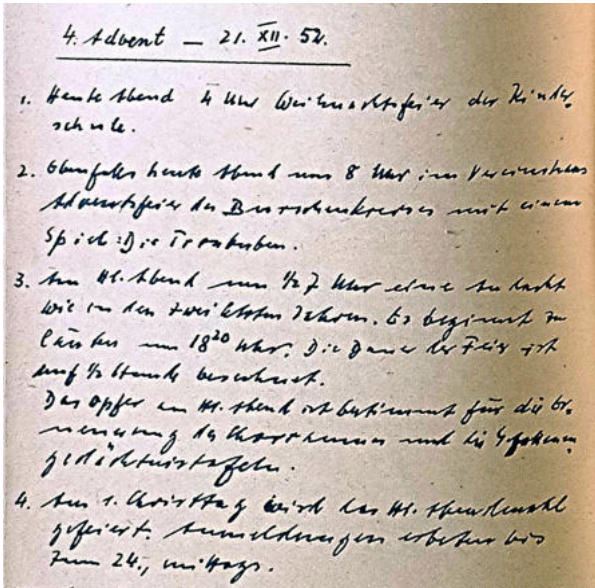 4. Advent — 21. XII. 52.
1. Heute Abend 4 Uhr Weihnachtsfeier der Kinder-
schule.
2. Ebenfalls heute Abend um 8 Uhr im Vereinshaus
Adventsfeier des Burschenkreises mit einem
Spiel: Die Trosbuben.
3. Am Hl. Abend um ½ 7 Uhr eine Andacht
wie in den zwei letzten Jahren. Es beginnt zu
läuten um 18²⁰ Uhr. Die Dauer der Feier ist
auf ½ Stunde berechnet.
Das Opfer am Hl. Abend ist bestimmt für die Er-
neuerung des Chorraumes und die Gefallenen
gedächtnistafeln.
4. Am 1. Christtag wird das Hl. Abendmahl
gefeiert. Anmeldungen erbeten bis
zum 24., mittags.